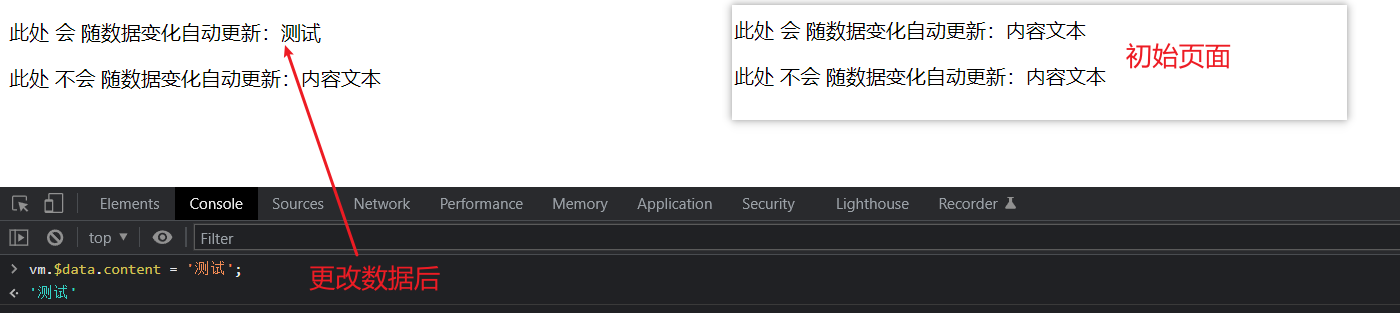 此处 会 随数据变化自动更新：测试
此处 不会 随数据变化自动更新：内容文本
此处 会 随数据变化自动更新：内容文本
此处 不会 随数据变化自动更新：内容文本
初始页面
Elements Console Sources Network Performance Memory Application Security Lighthouse Recorder
top Filter
vm.$data.content = '测试';
'测试'
更改数据后